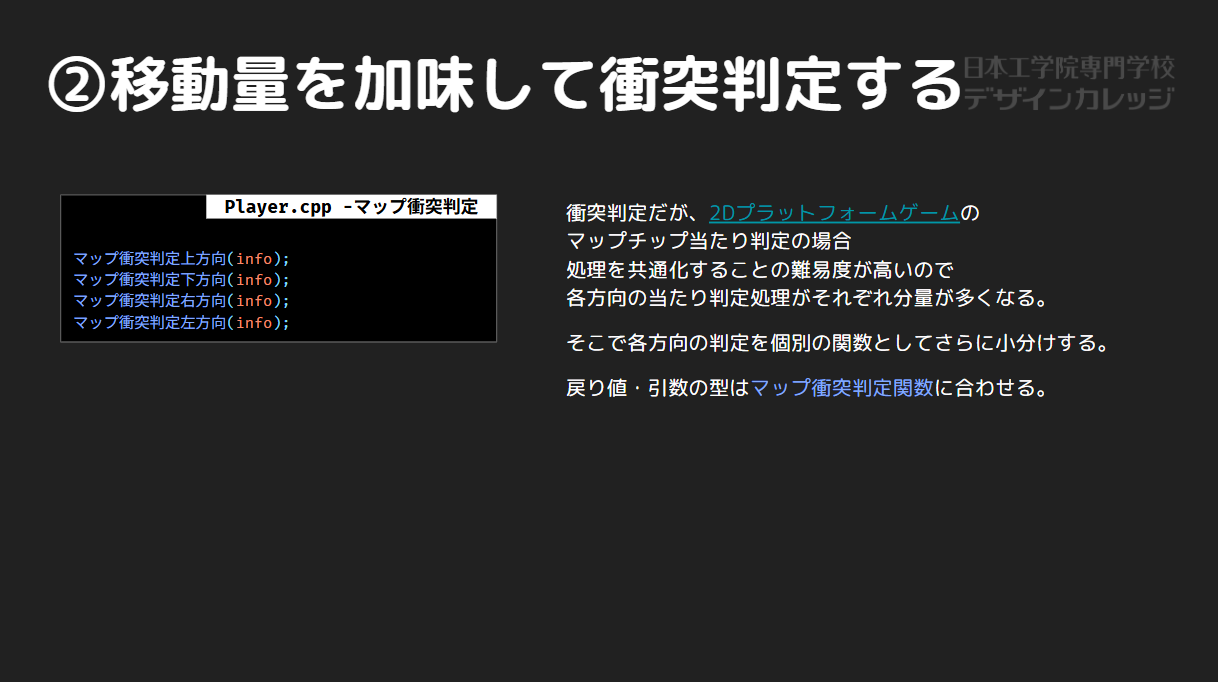 ②移動量を加味して衝突判定する
日本工学院専門学校
デザインカレッジ
Player.cpp -マップ衝突判定
マップ衝突判定上方向(info);
マップ衝突判定下方向(info);
マップ衝突判定右方向(info);
マップ衝突判定左方向(info);
衝突判定だが、2Dプラットフォームゲームの
マップチップ当たり判定の場合
処理を共通化することの難易度が高いので
各方向の当たり判定処理がそれぞれ分量が多くなる。
そこで各方向の判定を個別の関数としてさらに小分けする。
戻り値・引数の型はマップ衝突判定関数に合わせる。